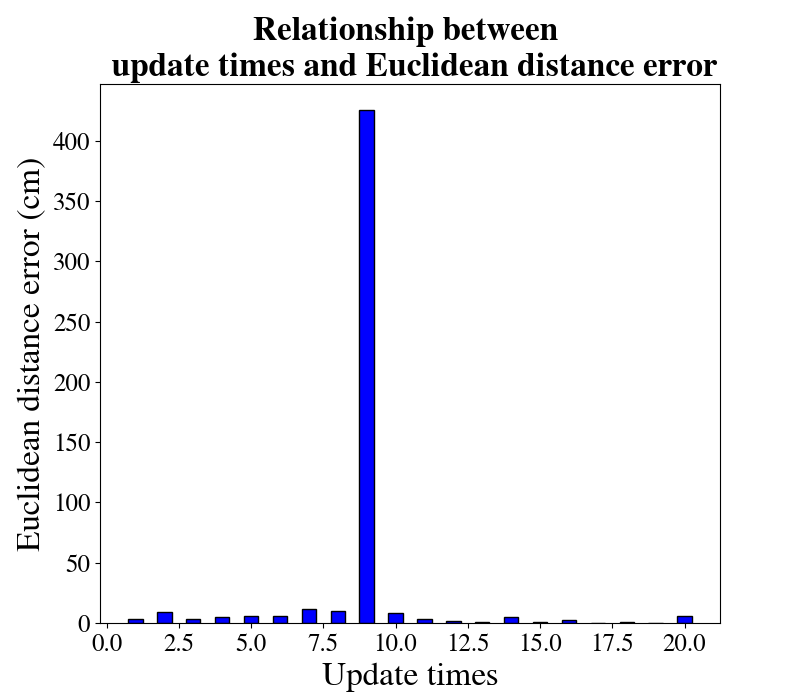 Relationship between
update times and Euclidean distance error
Euclidean distance error (cm)
400
350
300
250
200
150
100
50
0
0.0 2.5 5.0 7.5 10.0 12.5 15.0 17.5 20.0
Update times